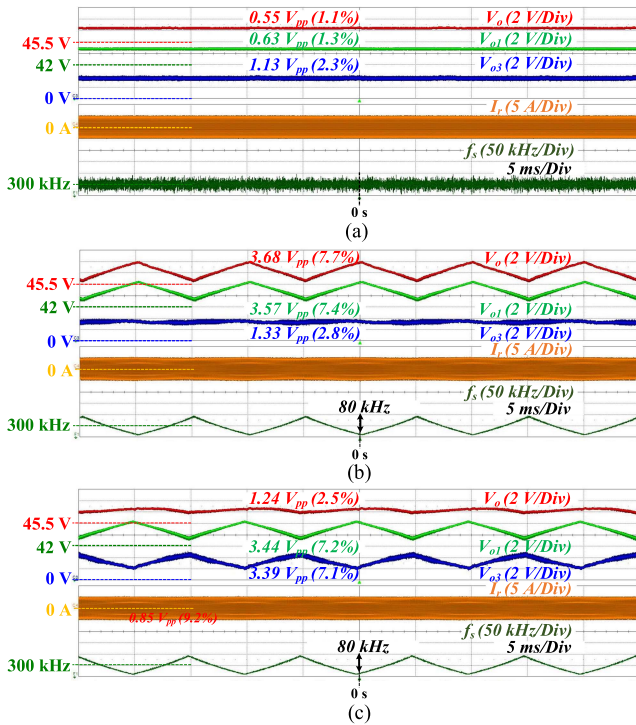 0.55 Vpp (1.1%) Vo (2 V/Div)
45.5 V
0.63 Vpp (1.3%) Vo1 (2 V/Div)
42 V
1.13 Vpp (2.3%) Vo3 (2 V/Div)
0 V
Ir (5 A/Div)
0 A
fs (50 kHz/Div)
5 ms/Div
300 kHz
0 s
(a)
3.68 Vpp (7.7%) Vo (2 V/Div)
45.5 V
42 V
3.57 Vpp (7.4%) Vo1 (2 V/Div)
0 V
1.33 Vpp (2.8%) Vo3 (2 V/Div)
Ir (5 A/Div)
0 A
fs (50 kHz/Div)
80 kHz 5 ms/Div
300 kHz
0 s
(b)
1.24 Vpp (2.5%) Vo (2 V/Div)
45.5 V
42 V
3.44 Vpp (7.2%) Vo1 (2 V/Div)
0 V
3.39 Vpp (7.1%) Vo3 (2 V/Div)
Ir (5 A/Div)
0 A
0.85 Vpp (9.2%)
fs (50 kHz/Div)
80 kHz 5 ms/Div
300 kHz
0 s
(c)